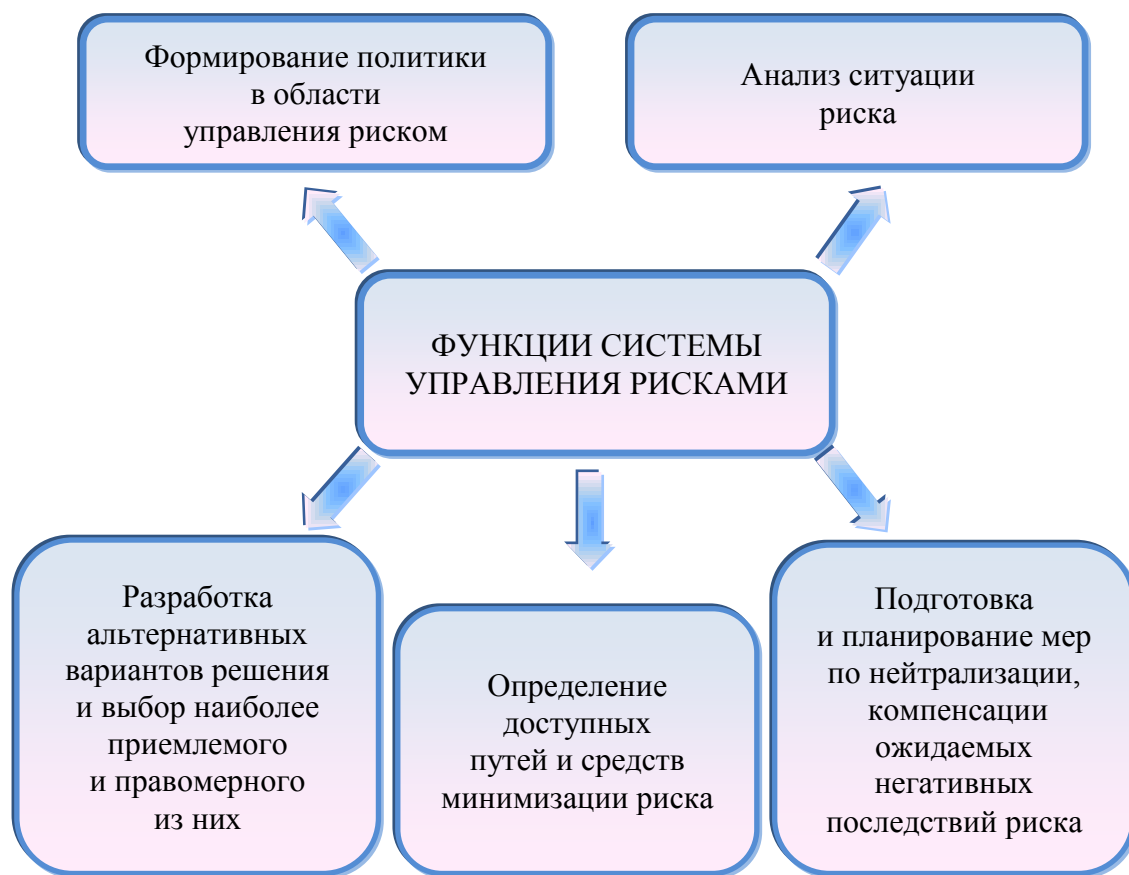 Формирование политики
в области
управления риском
Анализ ситуации
риска
ФУНКЦИИ СИСТЕМЫ
УПРАВЛЕНИЯ РИСКАМИ
Разработка
альтернативных
вариантов решения
и выбор наиболее
приемлемого
и правомерного
из них
Определение
доступных
путей и средств
минимизации риска
Подготовка
и планирование мер
по нейтрализации,
компенсации
ожидаемых
негативных
последствий риска